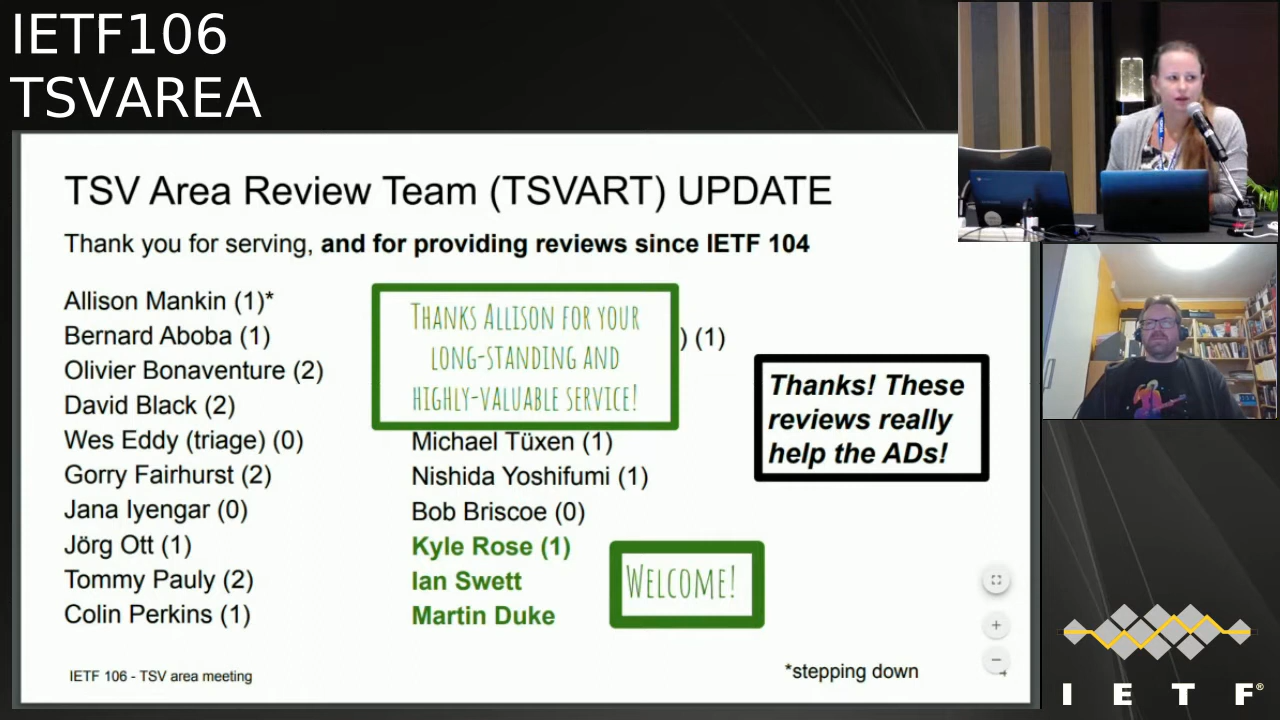 IETF106
TSVAREA
TSV Area Review Team (TSVART) UPDATE
Thank you for serving, and for providing reviews since IETF 104
Allison Mankin (1)*
Bernard Aboba (1)
Olivier Bonaventure (2)
David Black (2)
Wes Eddy (triage) (0)
Gorry Fairhurst (2)
Jana Iyengar (0)
Jörg Ott (1)
Tommy Pauly (2)
Colin Perkins (1)
THANKS ALLISON FOR YOUR
LONG-STANDING AND
HIGHLY-VALUABLE SERVICE!
) (1)
Michael Tüxen (1)
Nishida Yoshifumi (1)
Bob Briscoe (0)
Kyle Rose (1)
Ian Swett
Martin Duke
WELCOME!
Thanks! These
reviews really
help the ADs!
*stepping down
IETF 106 - TSV area meeting
I E T F®